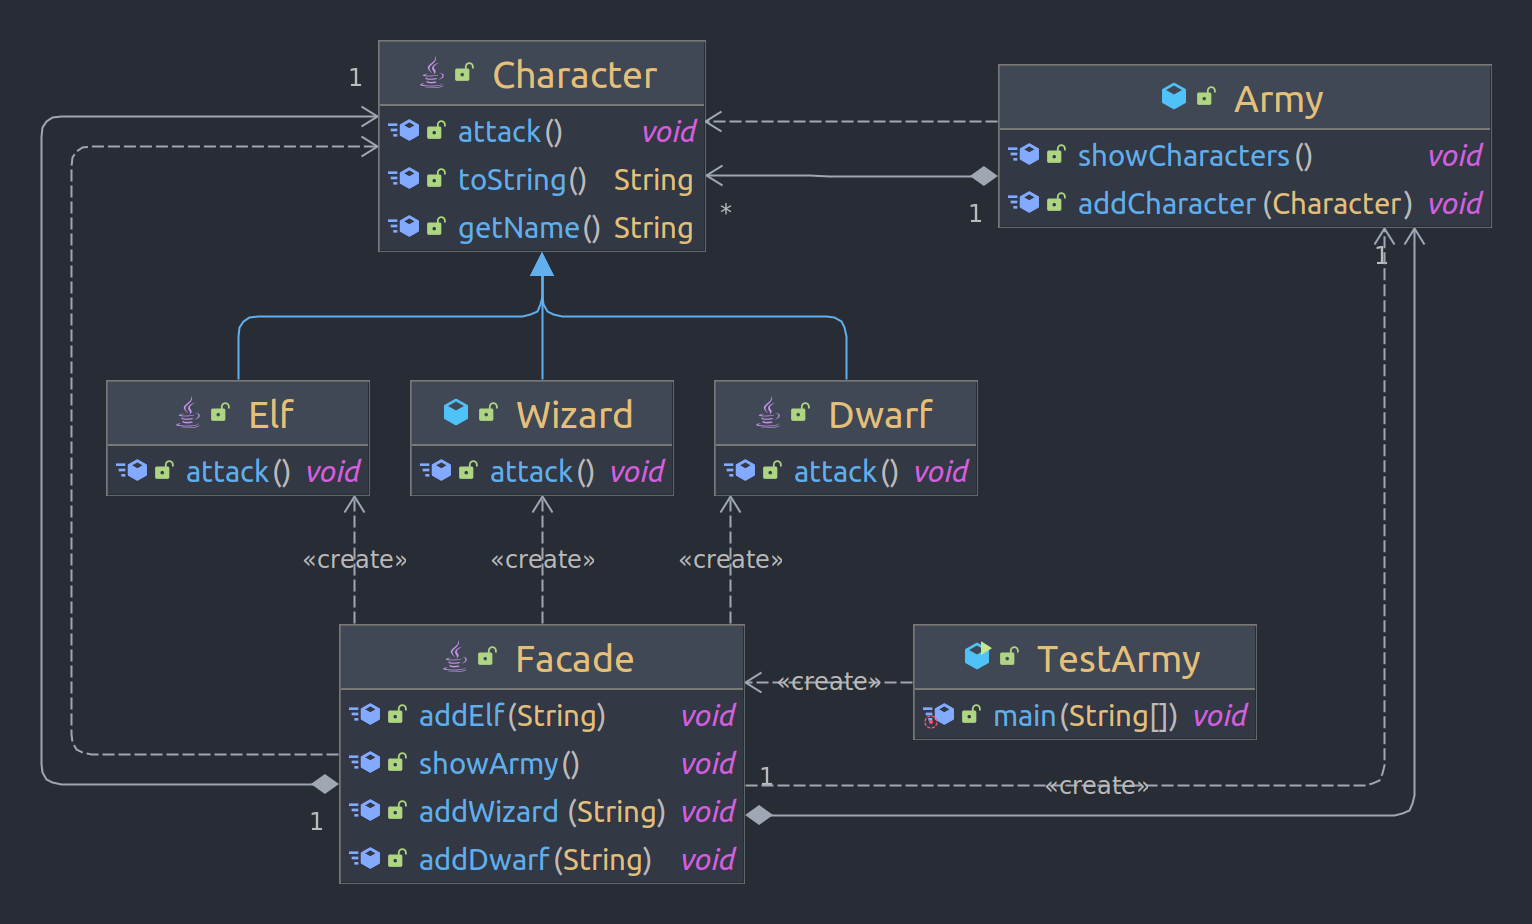 Character
attack() void
toString() String
getName() String
1
*
Army
showCharacters() void
addCharacter(Character) void
1
1
Elf
attack() void
Wizard
attack() void
Dwarf
attack() void
«create»
«create»
«create»
Facade
addElf(String) void
showArmy() void
addWizard(String) void
addDwarf(String) void
1
1
«create»
TestArmy
main(String[]) void
«create»